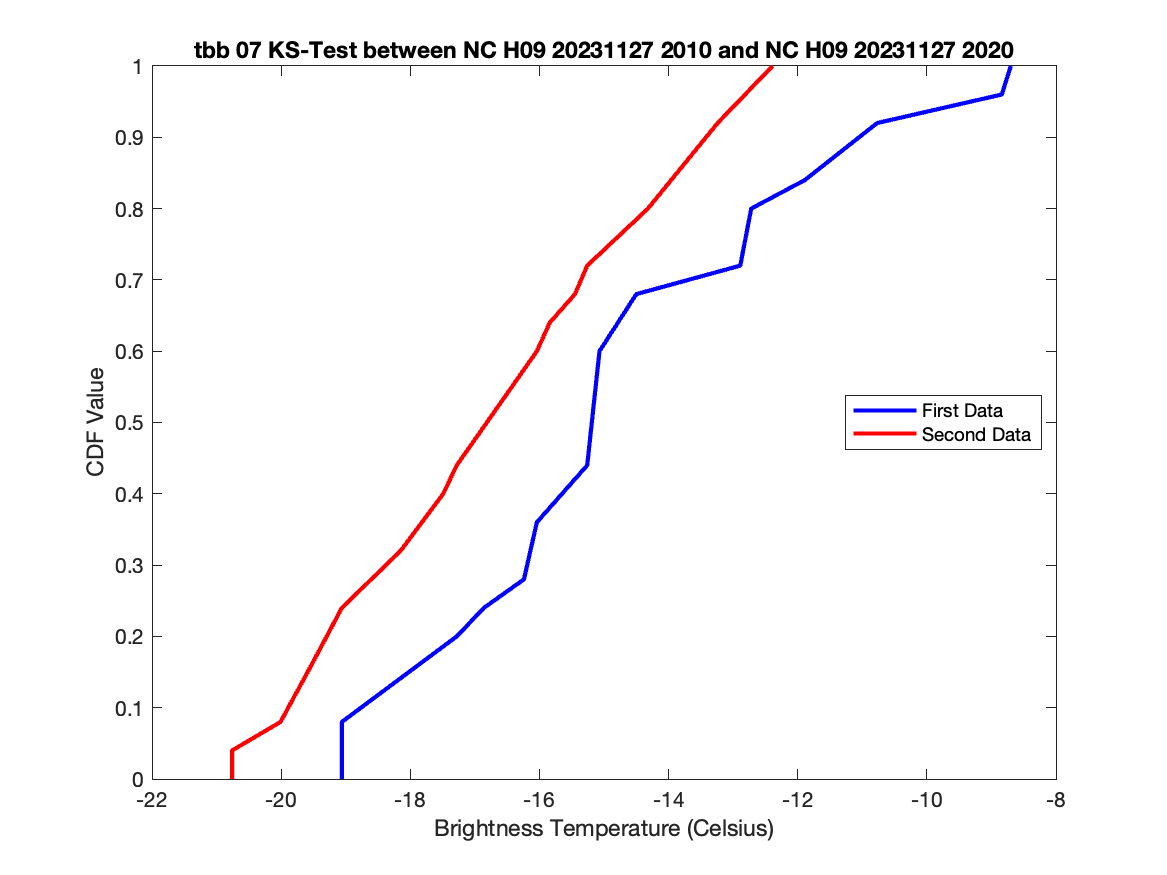 tbb 07 KS-Test between NC H09 20231127 2010 and NC H09 20231127 2020
1
0.9
0.8
0.7
0.6
0.5
0.4
0.3
0.2
0.1
0
CDF Value
First Data
Second Data
-22 -20 -18 -16 -14 -12 -10 -8
Brightness Temperature (Celsius)